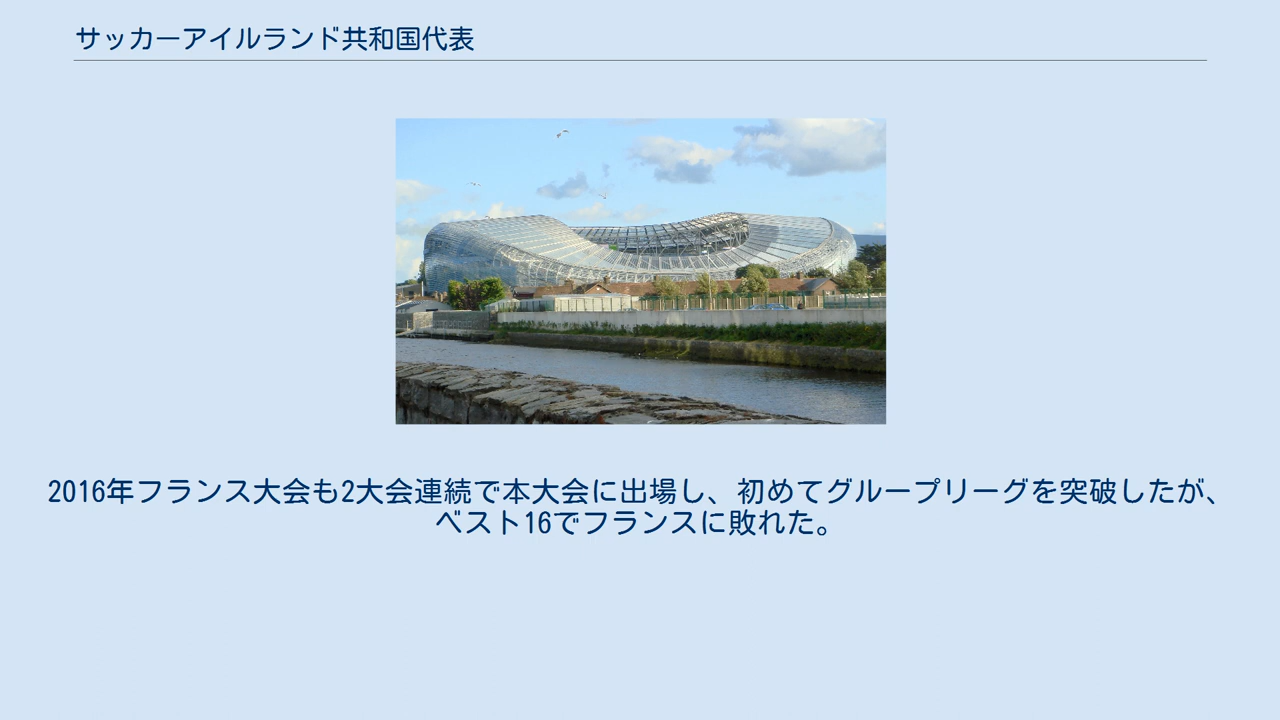 サッカーアイルランド共和国代表
2016年フランス大会も2大会連続で本大会に出場し、初めてグループリーグを突破したが、
ベスト16でフランスに敗れた。